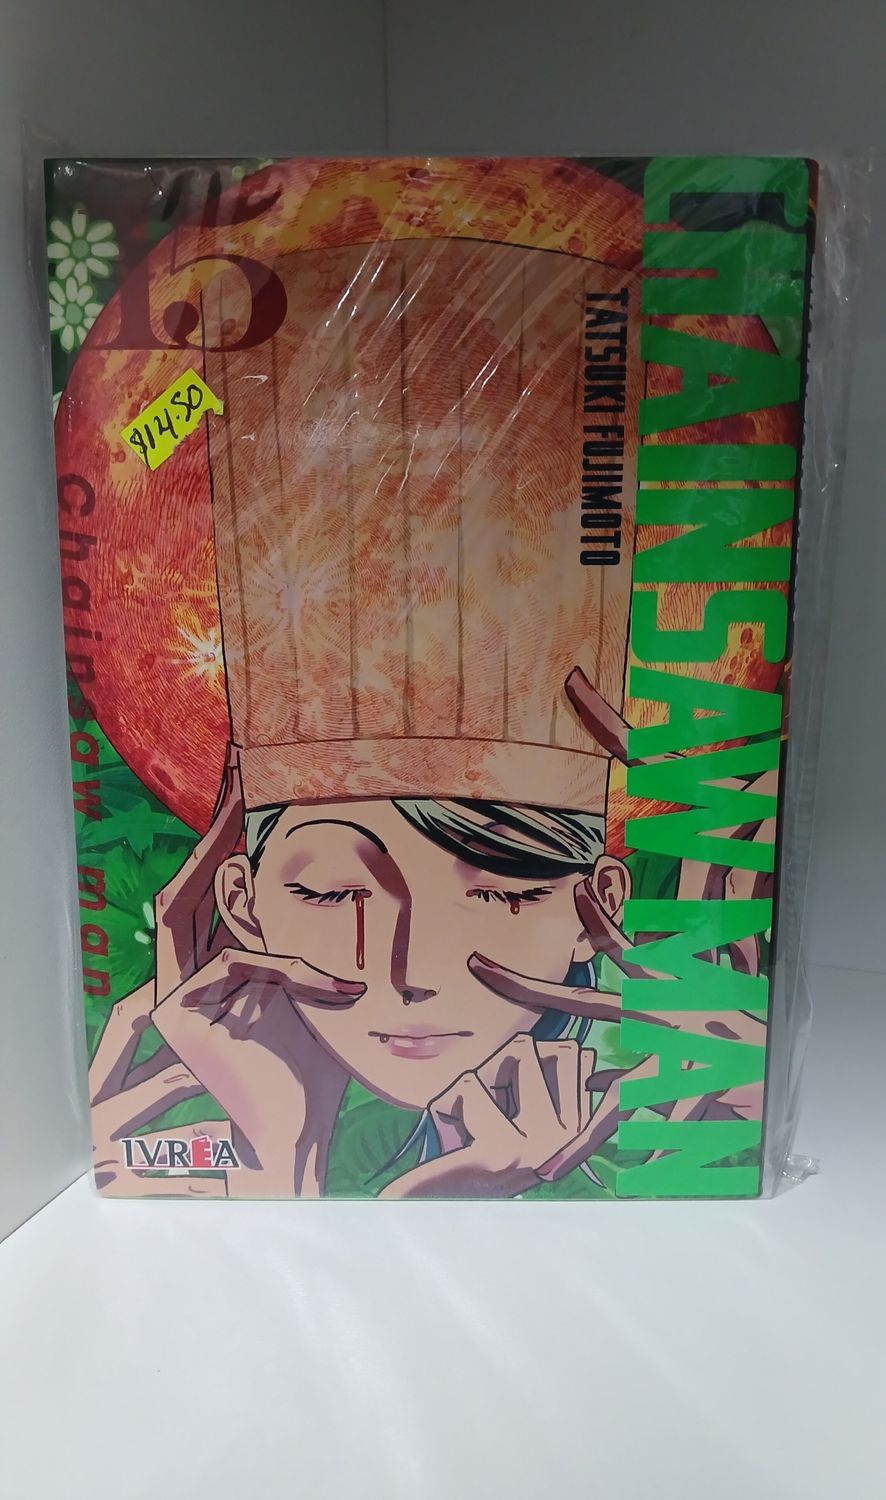 15
CHAINSAW MAN
TATSUKI FUJIMOTO
$14.50
chainsaw man
IVREA